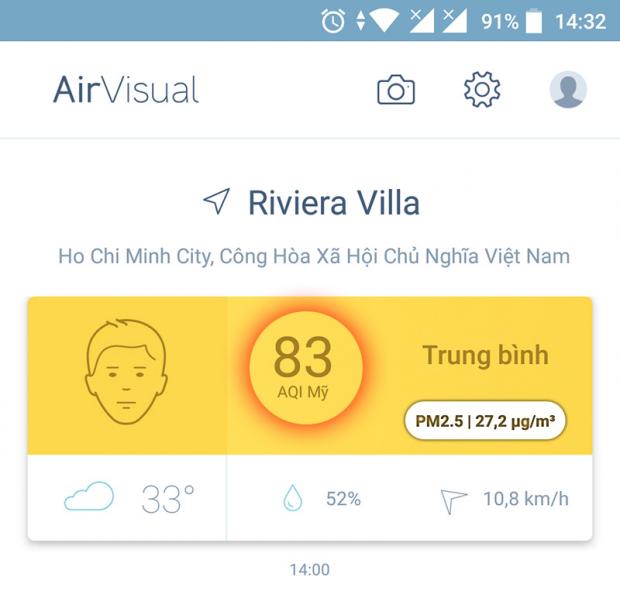 91% 14:32
AirVisual
Riviera Villa
Ho Chi Minh City, Công Hòa Xã Hội Chủ Nghĩa Việt Nam
83
AQI Mỹ
Trung bình
PM2.5 | 27,2 µg/m³
33°
52%
10,8 km/h
14:00